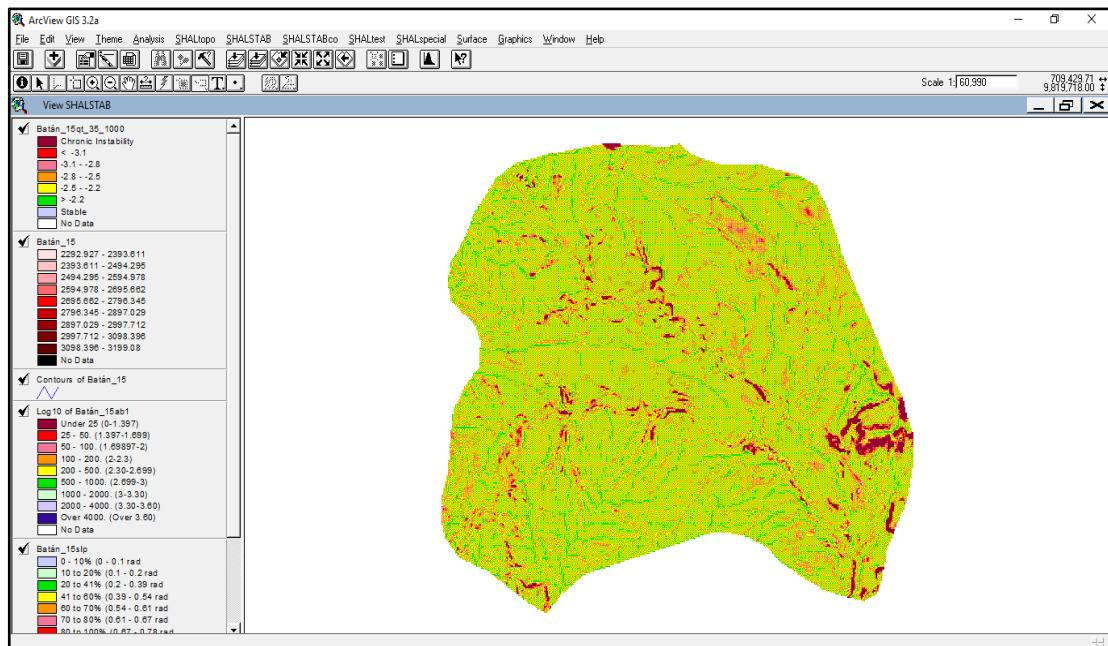 ArcView GIS 3.2a
File Edit View Theme Analysis SHALtopo SHALSTAB SHALSTABco SHALtest SHALspecial Surface Graphics Window Help
Scale 1: 60,990
709,429.71
9,819,718.00
View SHALSTAB
Batán_15qt_35_1000
Chronic Instability
< -3.1
-3.1 - -2.8
-2.8 - -2.5
-2.5 - -2.2
> -2.2
Stable
No Data
Batán_15
2292.927 - 2393.611
2393.611 - 2494.295
2494.295 - 2594.978
2594.978 - 2695.662
2695.662 - 2796.345
2796.345 - 2897.029
2897.029 - 2997.712
2997.712 - 3098.396
3098.396 - 3199.08
No Data
Contours of Batán_15
Log10 of Batán_15ab1
Under 25 (0-1.397)
25 - 50. (1.397-1.699)
50 - 100. (1.69897-2)
100 - 200. (2-2.3)
200 - 500. (2.30-2.699)
500 - 1000. (2.699-3)
1000 - 2000. (3-3.30)
2000 - 4000. (3.30-3.60)
Over 4000. (Over 3.60)
No Data
Batán_15slp
0 - 10% (0 - 0.1 rad
10 to 20% (0.1 - 0.2 rad
20 to 41% (0.2 - 0.39 rad
41 to 60% (0.39 - 0.54 rad
60 to 70% (0.54 - 0.61 rad
70 to 80% (0.61 - 0.67 rad
80 to 100% (0.67 - 0.78 rad